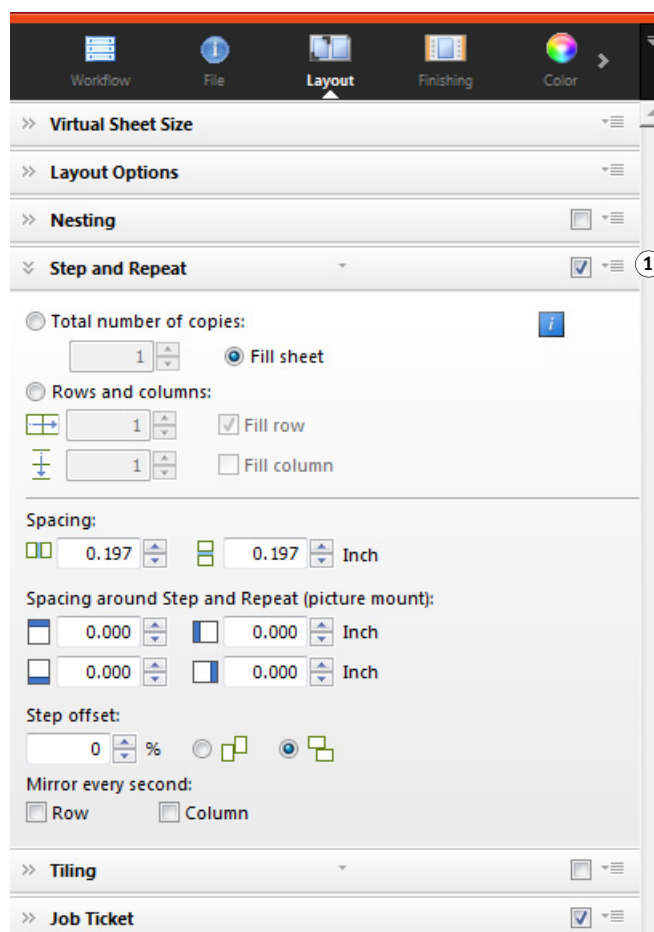 Workflow File Layout Finishing Color
Virtual Sheet Size
Layout Options
Nesting
Step and Repeat 1
Total number of copies: i
1 Fill sheet
Rows and columns:
1 Fill row
1 Fill column
Spacing:
0.197 0.197 Inch
Spacing around Step and Repeat (picture mount):
0.000 0.000 Inch
0.000 0.000 Inch
Step offset:
0 %
Mirror every second:
Row Column
Tiling
Job Ticket